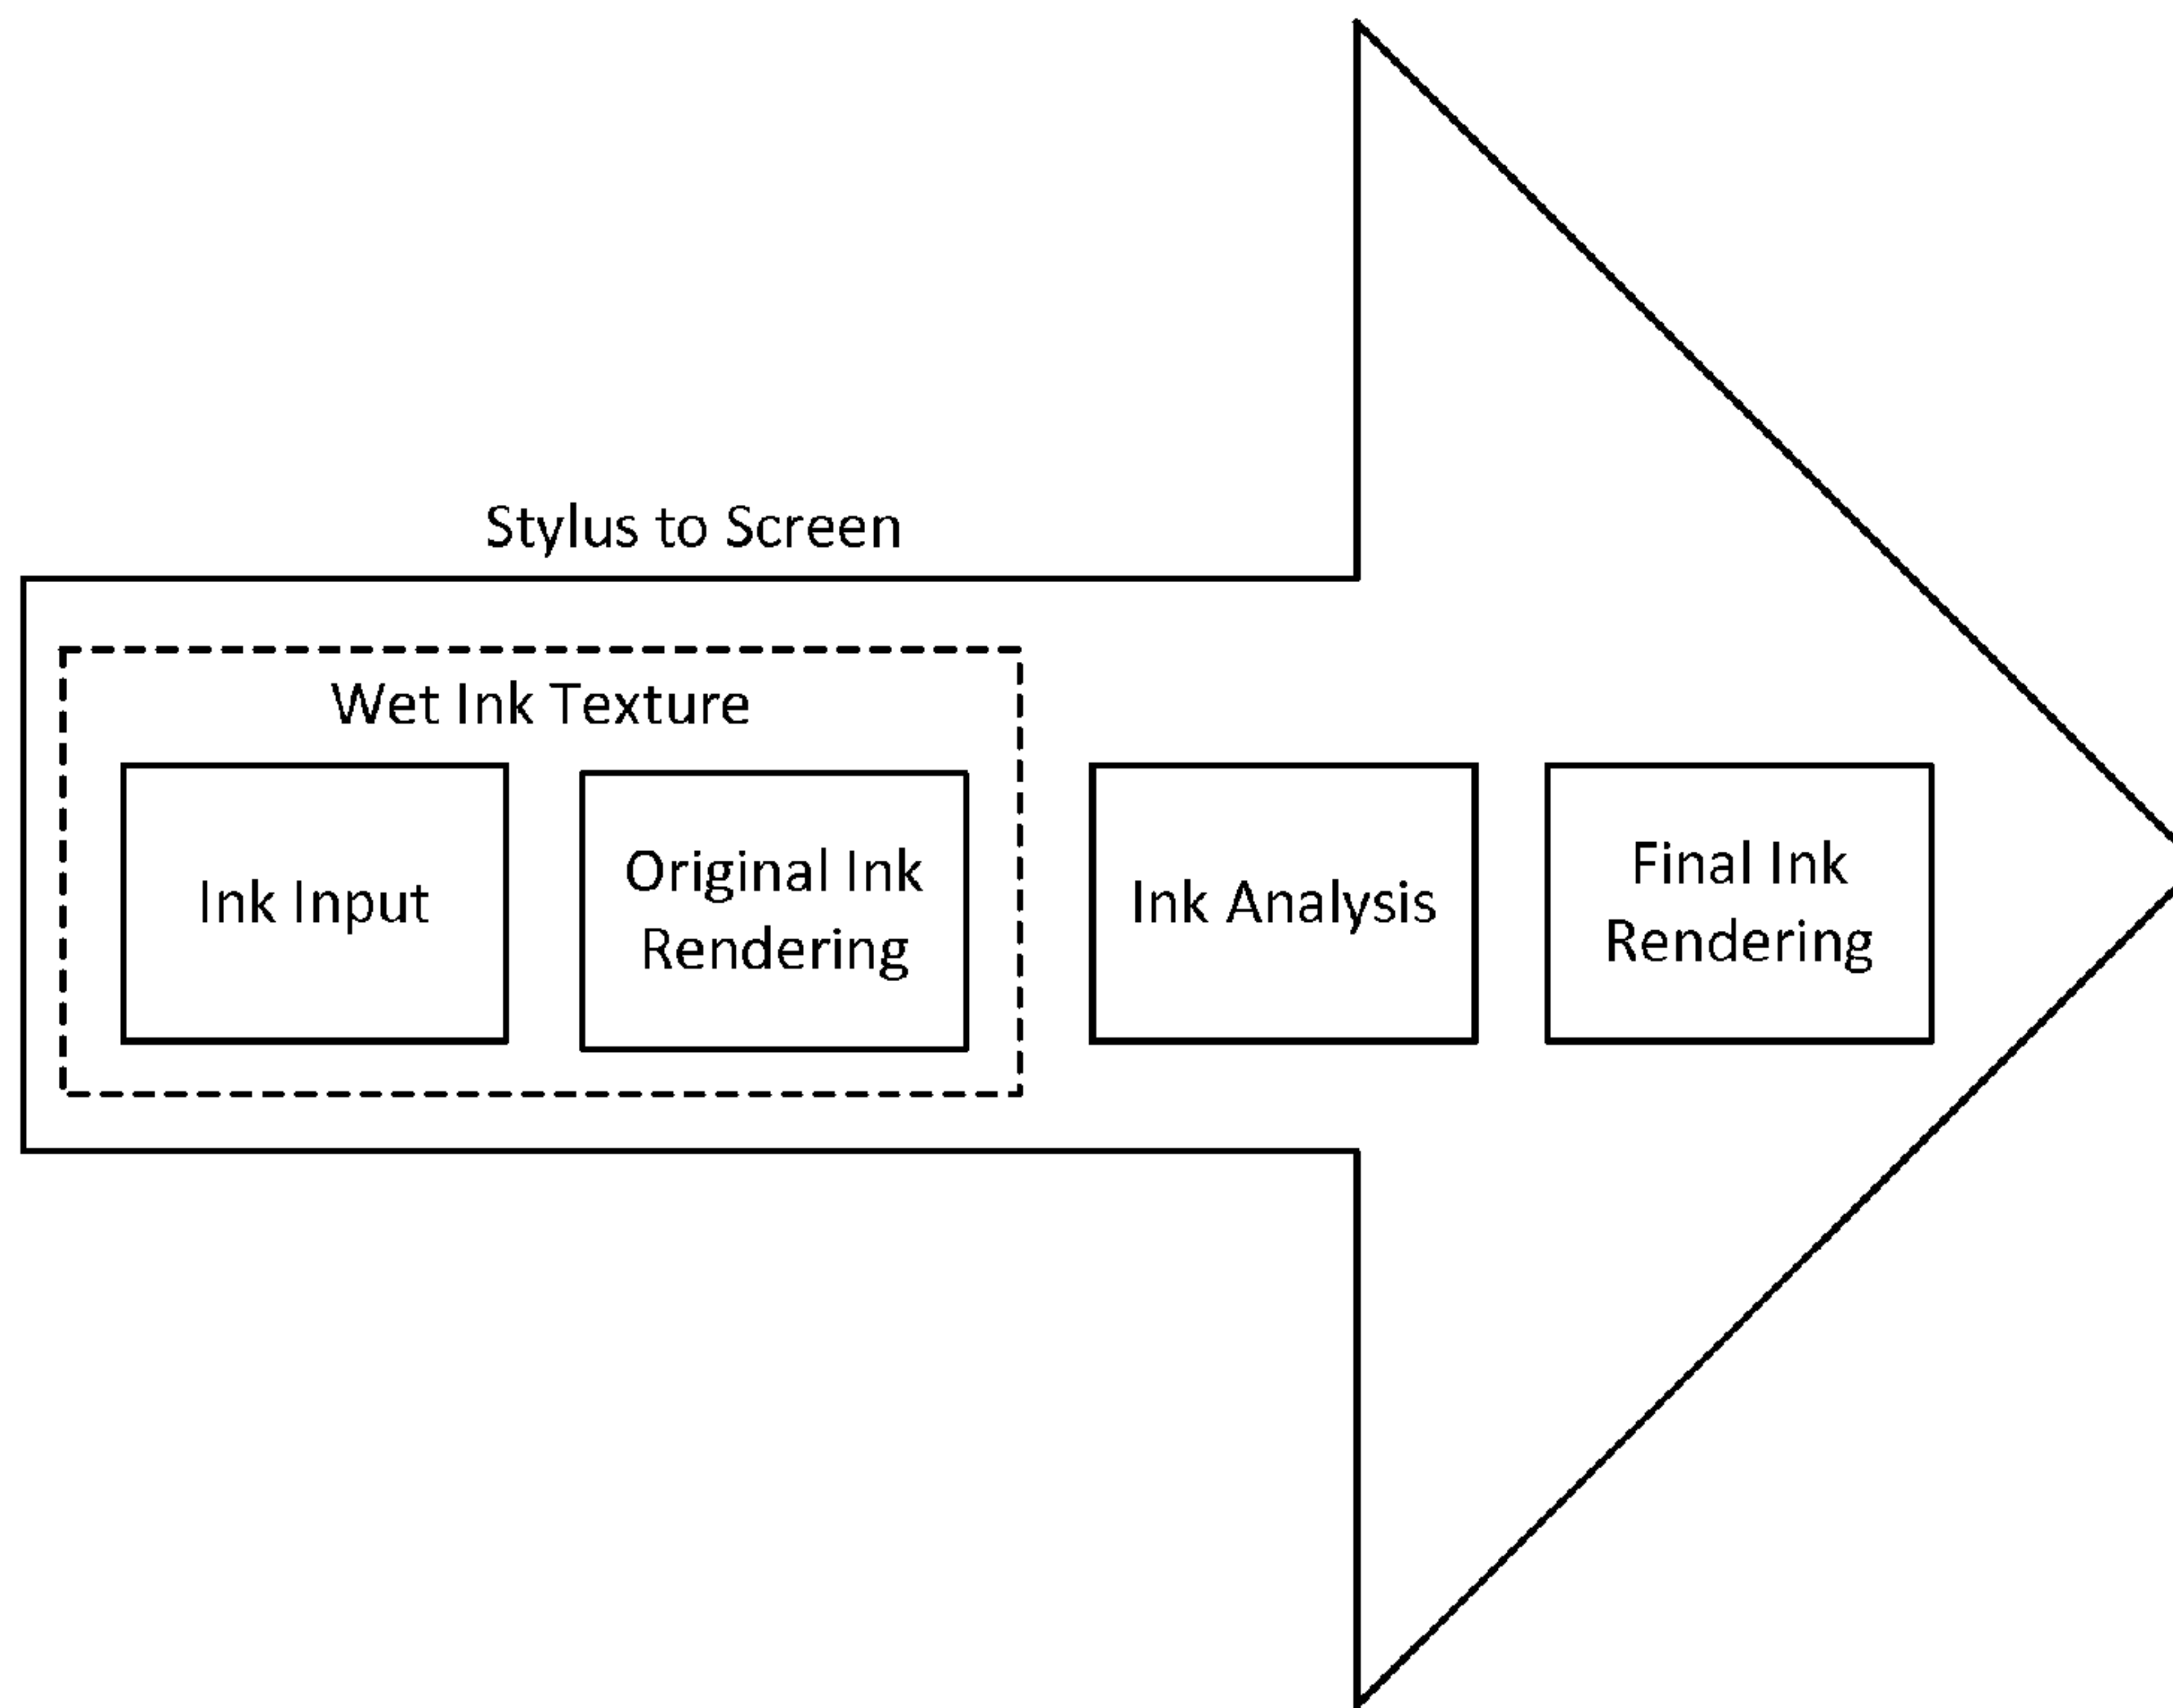 Stylus to Screen
Wet Ink Texture
Ink Input
Original Ink
Rendering
Ink Analysis
Final Ink
Rendering